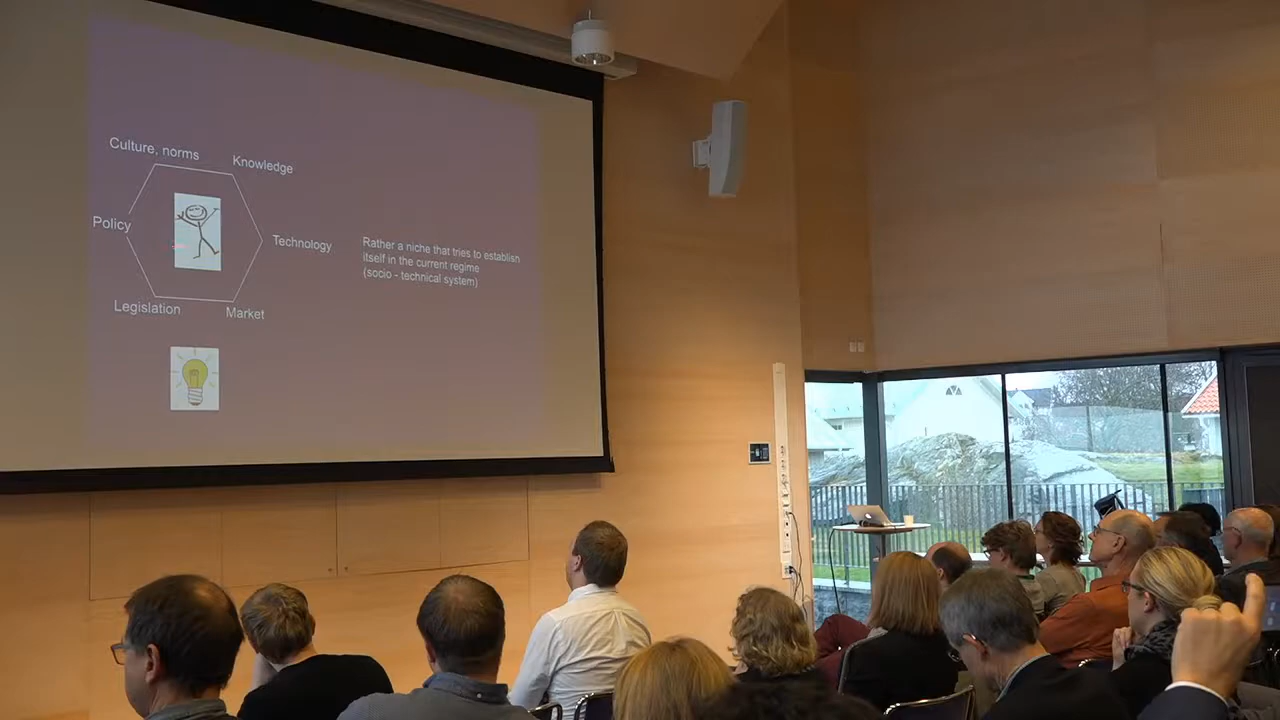 Culture, norms
Knowledge
Policy
Technology
Rather a niche that tries to establish
itself in the current regime
(socio - technical system)
Legislation
Market